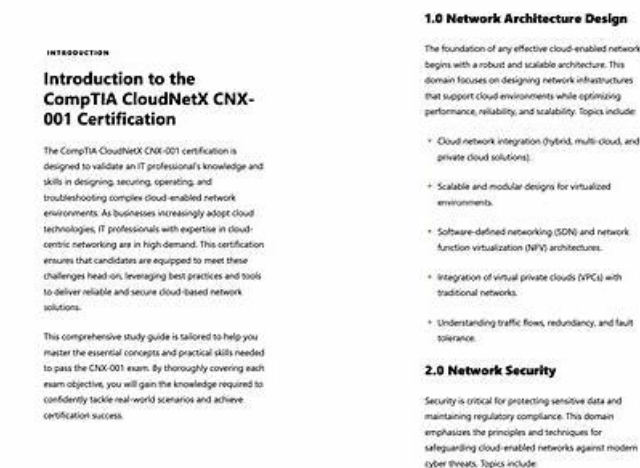 INTRODUCTION
Introduction to the
CompTIA CloudNetX CNX-
001 Certification
The CompTIA CloudNetX CNX-001 certification is
designed to validate an IT professional's knowledge and
skills in designing, securing, operating, and
troubleshooting complex cloud-enabled network
environments. As businesses increasingly adopt cloud
technologies, IT professionals with expertise in cloud-
centric networking are in high demand. This certification
ensures that candidates are equipped to meet these
challenges head-on, leveraging best practices and tools
to deliver reliable and secure cloud-based network
solutions.
This comprehensive study guide is tailored to help you
master the essential concepts and practical skills needed
to pass the CNX-001 exam. By thoroughly covering each
exam objective, you will gain the knowledge required to
confidently tackle real-world scenarios and achieve
certification success.
1.0 Network Architecture Design
The foundation of any effective cloud-enabled network
begins with a robust and scalable architecture. This
domain focuses on designing network infrastructures
that support cloud environments while optimizing
performance, reliability, and scalability. Topics include:
• Cloud network integration (hybrid, multi-cloud, and
private cloud solutions).
• Scalable and modular designs for virtualized
environments.
• Software-defined networking (SDN) and network
function virtualization (NFV) architectures.
• Integration of virtual private clouds (VPCs) with
traditional networks.
• Understanding traffic flows, redundancy, and fault
tolerance.
2.0 Network Security
Security is critical for protecting sensitive data and
maintaining regulatory compliance. This domain
emphasizes the principles and techniques for
safeguarding cloud-enabled networks against modern
cyber threats. Topics include: